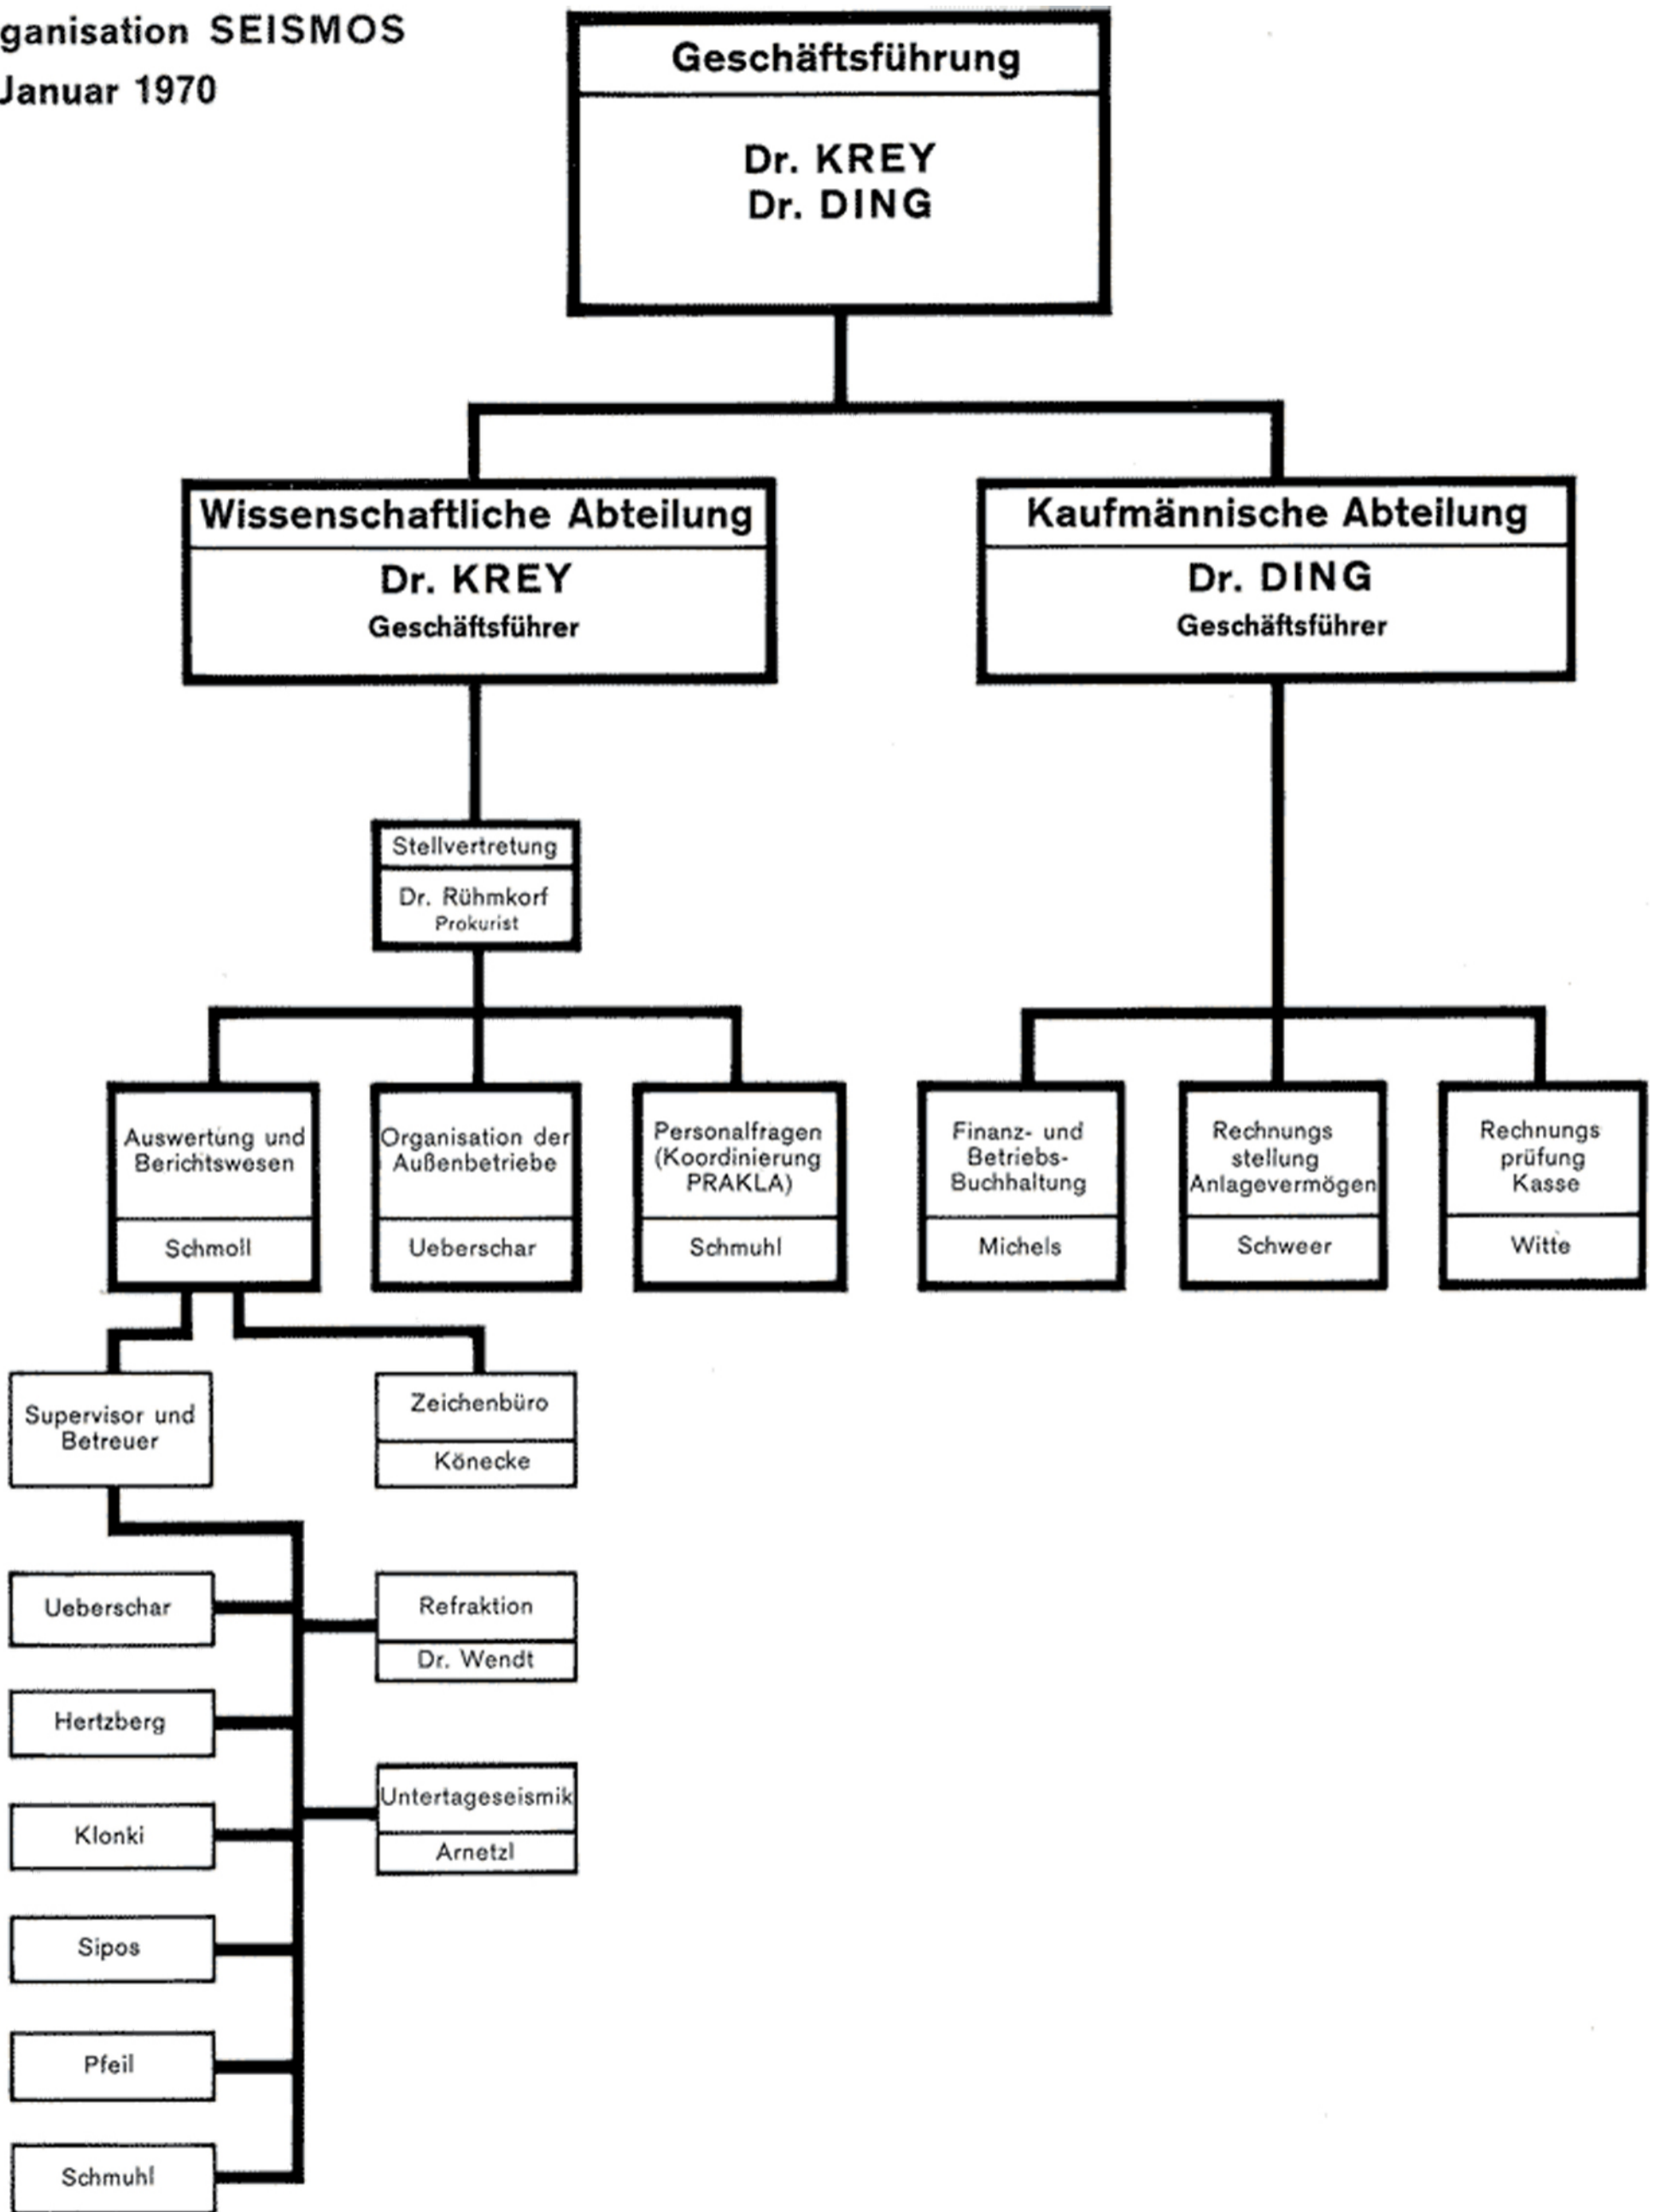 ganisation SEISMOS
Januar 1970
Geschäftsführung
Dr. KREY
Dr. DING
Wissenschaftliche Abteilung
Dr. KREY
Geschäftsführer
Kaufmännische Abteilung
Dr. DING
Geschäftsführer
Stellvertretung
Dr. Rühmkorf
Prokurist
Auswertung und
Berichtswesen
Schmoll
Organisation der
Außenbetriebe
Ueberschar
Personalfragen
(Koordinierung
PRAKLA)
Schmuhl
Finanz- und
Betriebs-
Buchhaltung
Michels
Rechnungs
stellung
Anlagevermögen
Schweer
Rechnungs
prüfung
Kasse
Witte
Supervisor und
Betreuer
Zeichenbüro
Könecke
Ueberschar
Refraktion
Dr. Wendt
Hertzberg
Untertageseismik
Arnetzl
Klonki
Sipos
Pfeil
Schmuhl